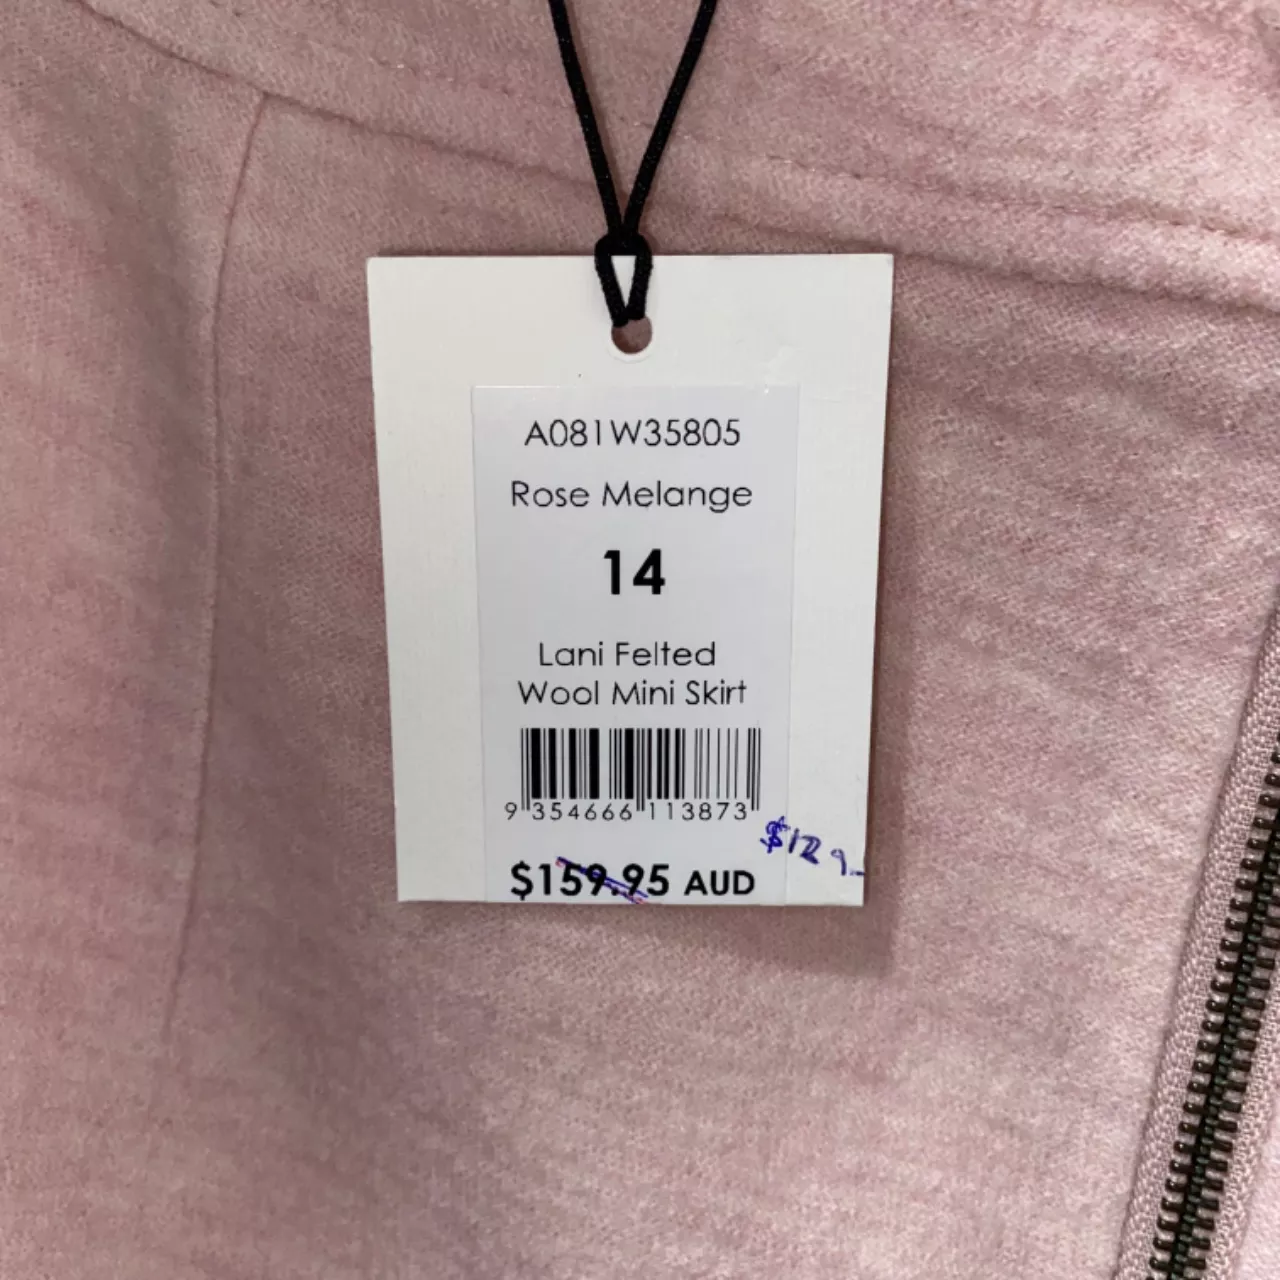 A081W35805
Rose Melange
14
Lani Felted
Wool Mini Skirt
9 354666 113873
$129-
$159.95 AUD